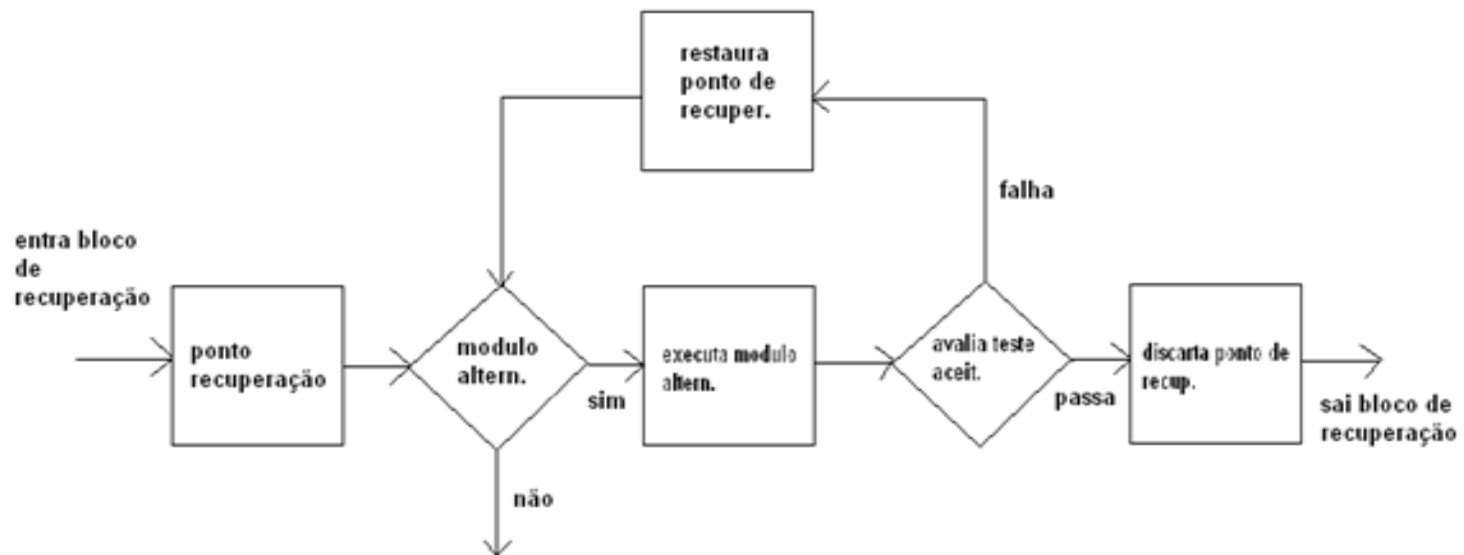 restaura
ponto de
recuper.
falha
entra bloco
de
recuperação
ponto
recuperação
modulo
altern.
sim
não
executa modulo
altern.
avalia teste
aceit.
passa
discarta ponto de
recup.
sai bloco de
recuperação